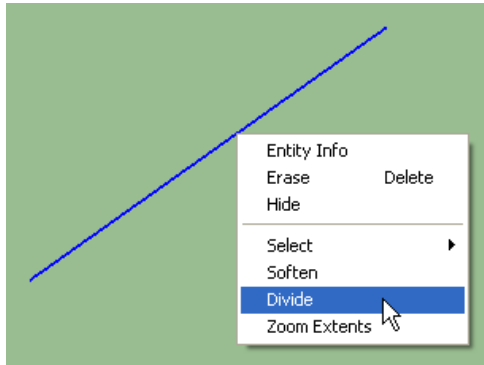 Entity Info
Erase Delete
Hide
Select
Soften
Divide
Zoom Extents